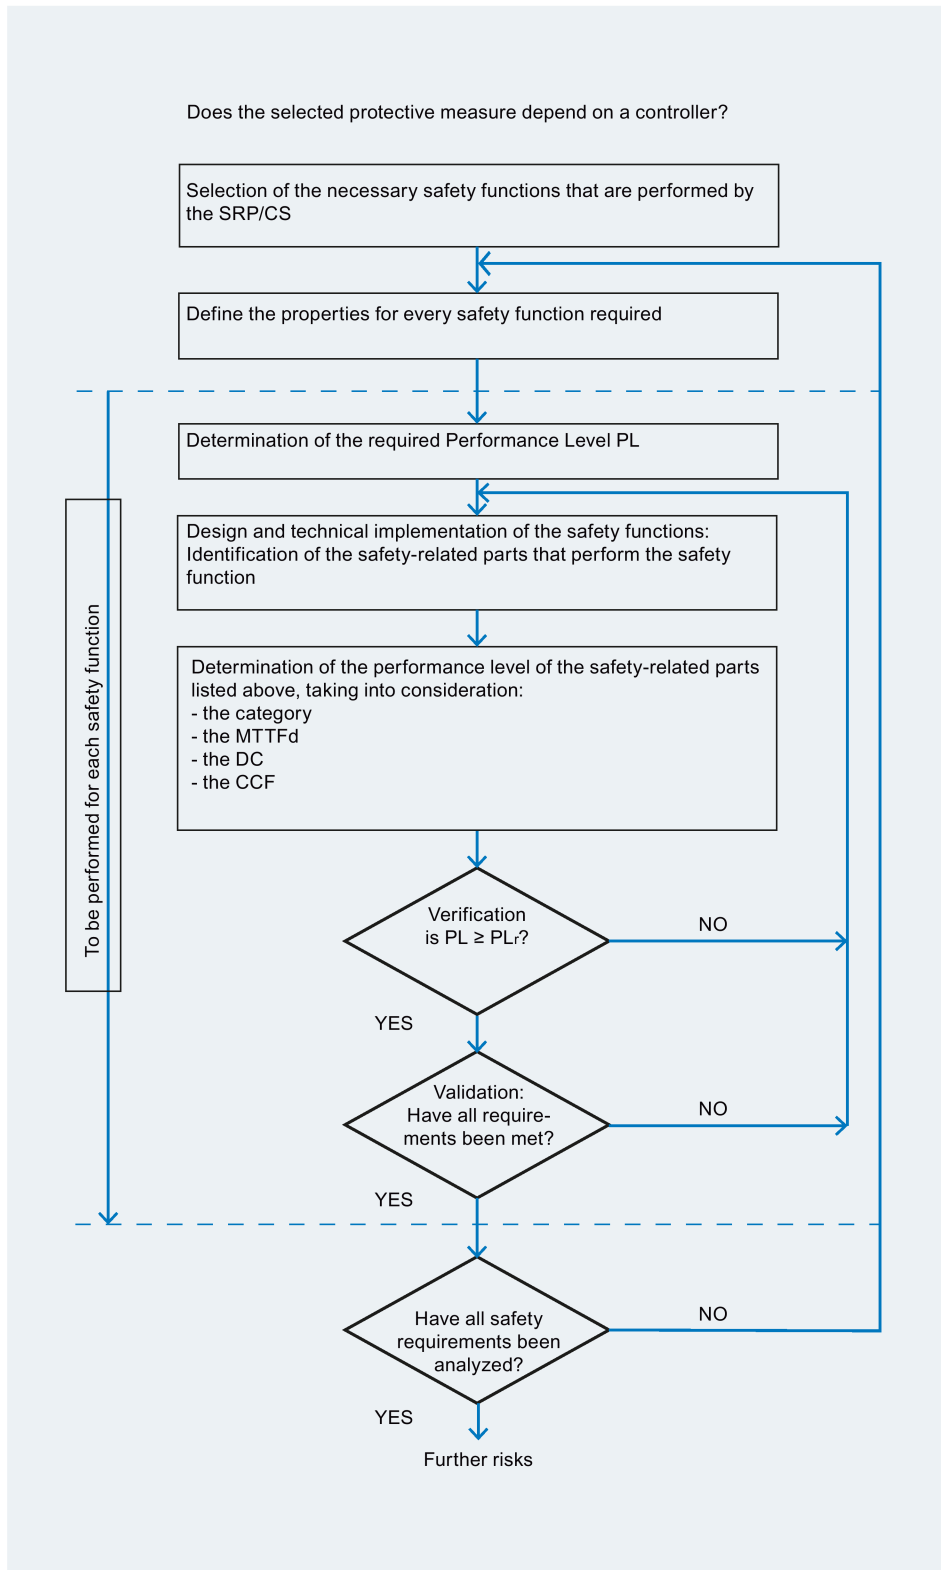 Does the selected protective measure depend on a controller?
Selection of the necessary safety functions that are performed by
the SRP/CS
Define the properties for every safety function required
Determination of the required Performance Level PL
Design and technical implementation of the safety functions:
Identification of the safety-related parts that perform the safety
function
To be performed for each safety function
Determination of the performance level of the safety-related parts
listed above, taking into consideration:
- the category
- the MTTFd
- the DC
- the CCF
Verification
is PL ≥ PLr?
NO
YES
Validation:
Have all require-
ments been met?
NO
YES
Have all safety
requirements been
analyzed?
NO
YES
Further risks